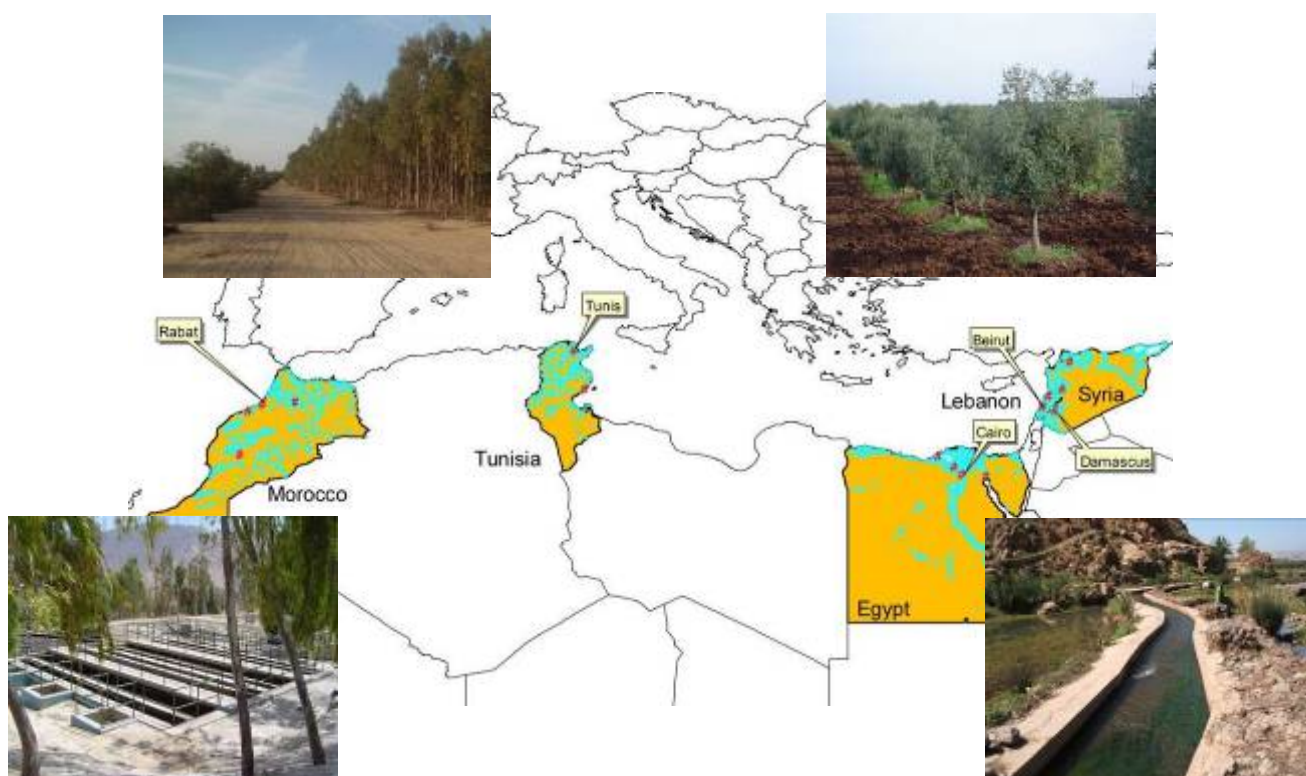 Tunis
Rabat
Beirut
Lebanon
Syria
Cairo
Tunisia
Damascus
Morocco
Egypt